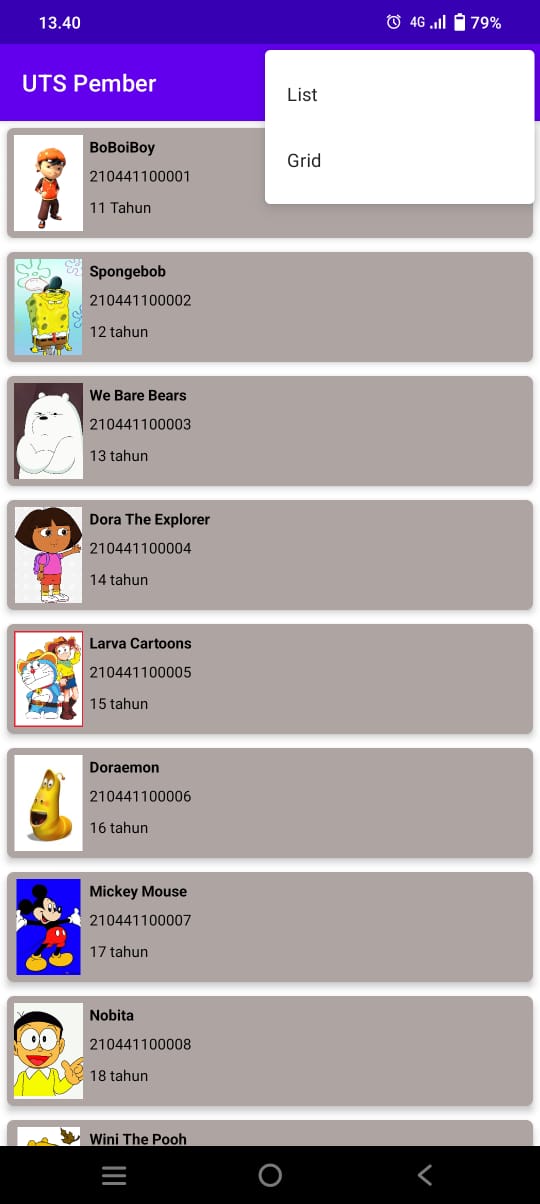 13.40
4G
79%
UTS Pember
List
Grid
BoBoiBoy
210441100001
11 Tahun
Spongebob
210441100002
12 tahun
We Bare Bears
210441100003
13 tahun
Dora The Explorer
210441100004
14 tahun
Larva Cartoons
210441100005
15 tahun
Doraemon
210441100006
16 tahun
Mickey Mouse
210441100007
17 tahun
Nobita
210441100008
18 tahun
Wini The Pooh